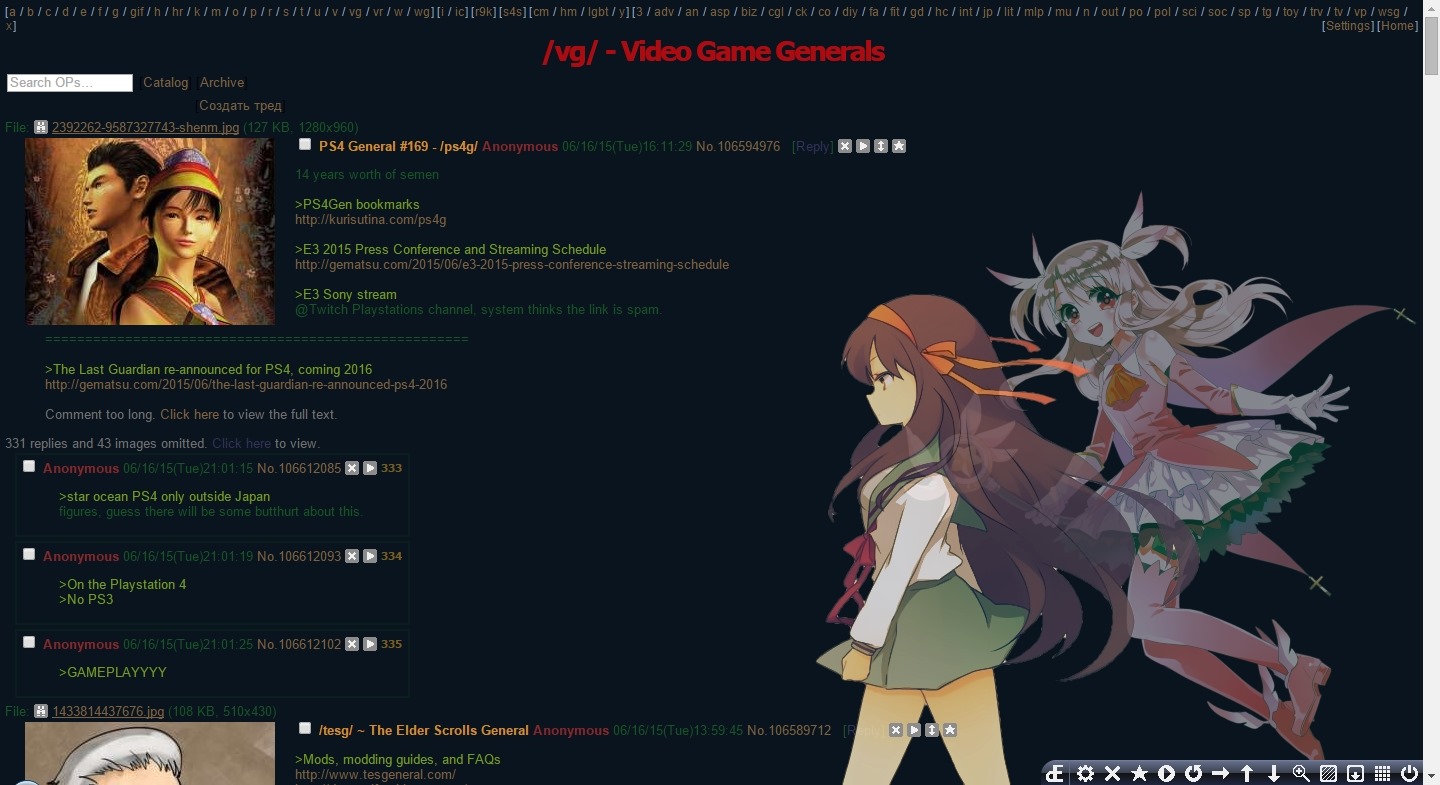 [a / b / c / d / e / f / g / gif / h / hr / k / m / o / p / r / s / t / u / v / vg / vr / w / wg] [i / ic] [r9k] [s4s] [cm / hm / lgbt / y] [3 / adv / an / asp / biz / cgl / ck / co / diy / fa / fit / gd / hc / int / jp / lit / mlp / mu / n / out / po / pol / sci / soc / sp / tg / toy / trv / tv / vp / wsg /
x] [Settings] [Home]
/vg/ - Video Game Generals
Search OPs... [Catalog] [Archive]
[Создать тред]
File: 2392262-9587327743-shenm.jpg (127 KB, 1280x960)
PS4 General #169 - /ps4g/ Anonymous 06/16/15(Tue)16:11:29 No.106594976 [Reply]
14 years worth of semen
>PS4Gen bookmarks
http://kurisutina.com/ps4g
>E3 2015 Press Conference and Streaming Schedule
http://gematsu.com/2015/06/e3-2015-press-conference-streaming-schedule
>E3 Sony stream
@Twitch Playstations channel, system thinks the link is spam.
=====================================================
>The Last Guardian re-announced for PS4, coming 2016
http://gematsu.com/2015/06/the-last-guardian-re-announced-ps4-2016
Comment too long. Click here to view the full text.
331 replies and 43 images omitted. Click here to view.
Anonymous 06/16/15(Tue)21:01:15 No.106612085 333
>star ocean PS4 only outside Japan
figures, guess there will be some butthurt about this.
Anonymous 06/16/15(Tue)21:01:19 No.106612093 334
>On the Playstation 4
>No PS3
Anonymous 06/16/15(Tue)21:01:25 No.106612102 335
>GAMEPLAYYYY
File: 1433814437676.jpg (108 KB, 510x430)
/tesg/ ~ The Elder Scrolls General Anonymous 06/16/15(Tue)13:59:45 No.106589712 [Reply]
>Mods, modding guides, and FAQs
http://www.tesgeneral.com/